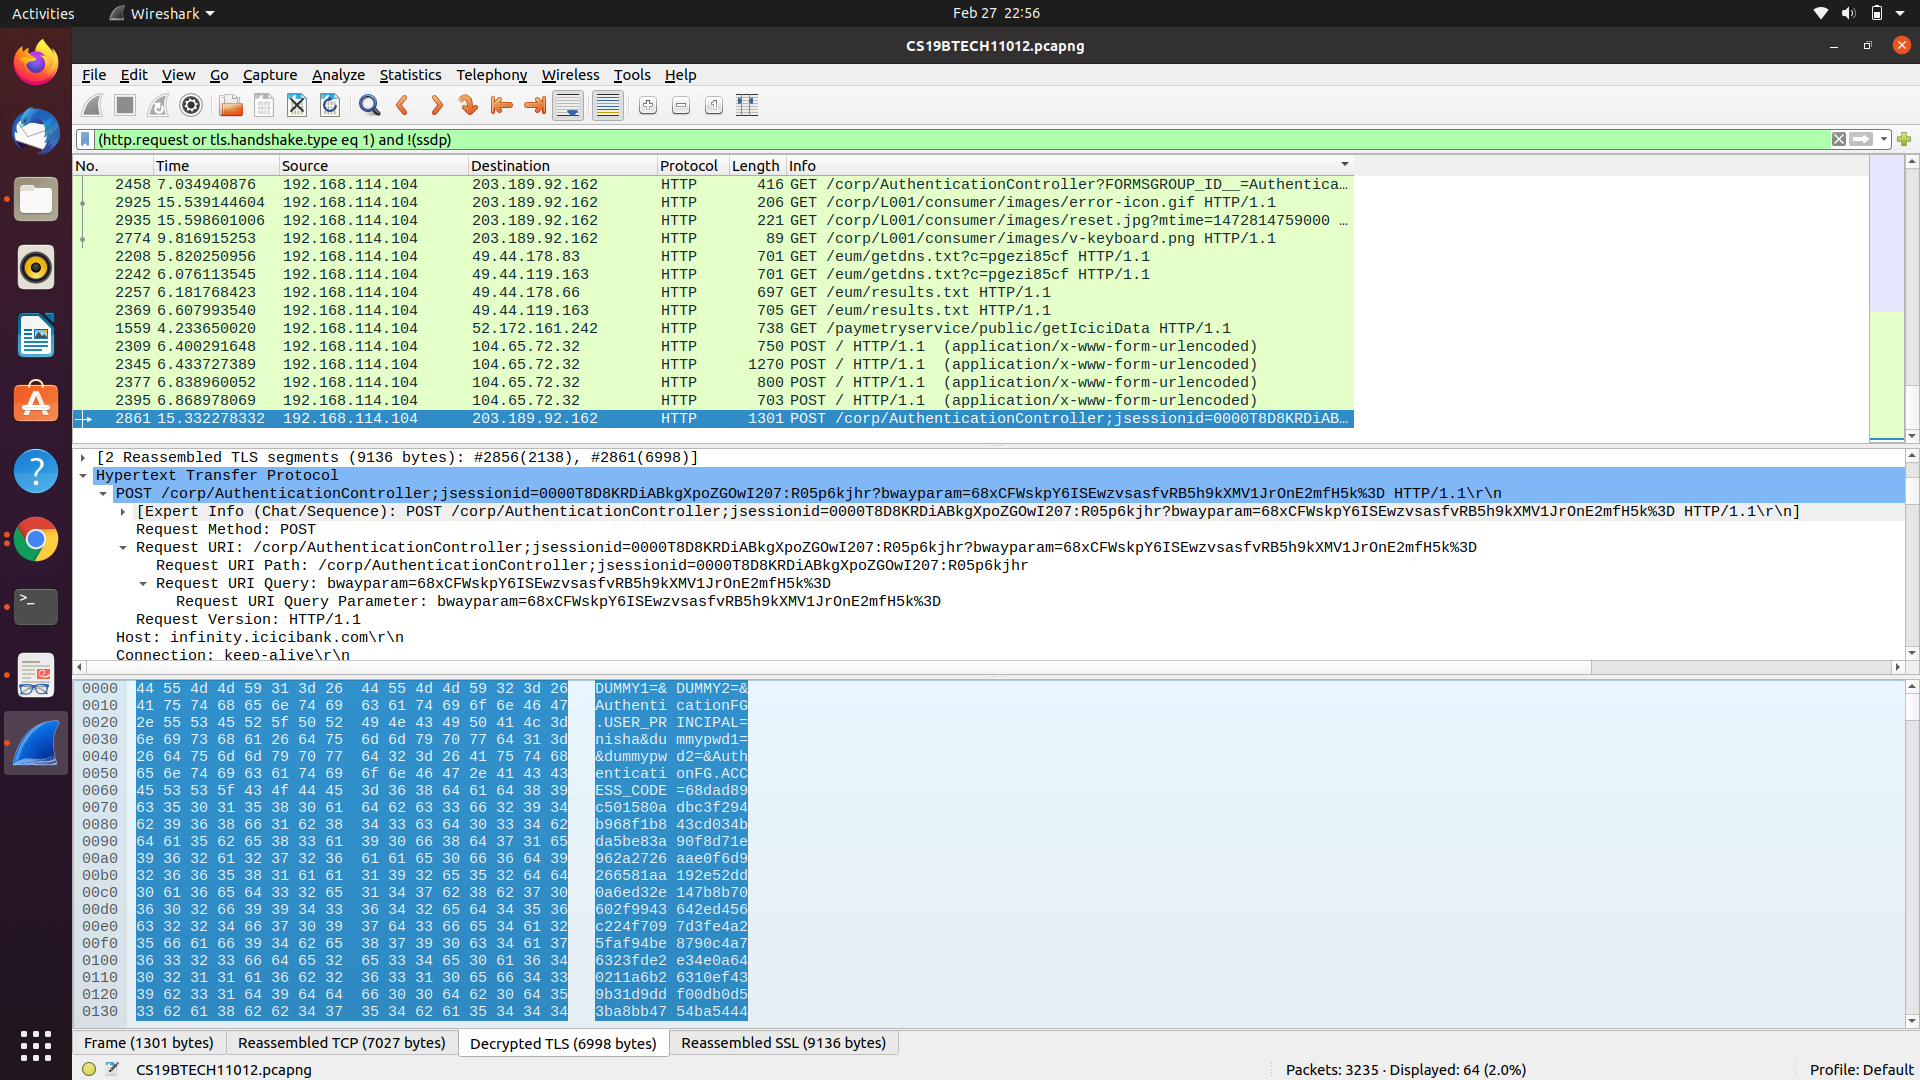 Activities Wireshark Feb 27 22:56
CS19BTECH11012.pcapng
File Edit View Go Capture Analyze Statistics Telephony Wireless Tools Help
(http.request or tls.handshake.type eq 1) and !(ssdp)
No. Time Source Destination Protocol Length Info
2458 7.034940876 192.168.114.104 203.189.92.162 HTTP 416 GET /corp/AuthenticationController?FORMSGROUP_ID__=Authentica…
2925 15.539144604 192.168.114.104 203.189.92.162 HTTP 206 GET /corp/L001/consumer/images/error-icon.gif HTTP/1.1
2935 15.598601006 192.168.114.104 203.189.92.162 HTTP 221 GET /corp/L001/consumer/images/reset.jpg?mtime=1472814759000 …
2774 9.816915253 192.168.114.104 203.189.92.162 HTTP 89 GET /corp/L001/consumer/images/v-keyboard.png HTTP/1.1
2208 5.820250956 192.168.114.104 49.44.178.83 HTTP 701 GET /eum/getdns.txt?c=pgezi85cf HTTP/1.1
2242 6.076113545 192.168.114.104 49.44.119.163 HTTP 701 GET /eum/getdns.txt?c=pgezi85cf HTTP/1.1
2257 6.181768423 192.168.114.104 49.44.178.66 HTTP 697 GET /eum/results.txt HTTP/1.1
2369 6.607993540 192.168.114.104 49.44.119.163 HTTP 705 GET /eum/results.txt HTTP/1.1
1559 4.233650020 192.168.114.104 52.172.161.242 HTTP 738 GET /paymetryservice/public/getIciciData HTTP/1.1
2309 6.400291648 192.168.114.104 104.65.72.32 HTTP 750 POST / HTTP/1.1 (application/x-www-form-urlencoded)
2345 6.433727389 192.168.114.104 104.65.72.32 HTTP 1270 POST / HTTP/1.1 (application/x-www-form-urlencoded)
2377 6.838960052 192.168.114.104 104.65.72.32 HTTP 800 POST / HTTP/1.1 (application/x-www-form-urlencoded)
2395 6.868978069 192.168.114.104 104.65.72.32 HTTP 703 POST / HTTP/1.1 (application/x-www-form-urlencoded)
2861 15.332278332 192.168.114.104 203.189.92.162 HTTP 1301 POST /corp/AuthenticationController;jsessionid=0000T8D8KRDiAB…
[2 Reassembled TLS segments (9136 bytes): #2856(2138), #2861(6998)]
Hypertext Transfer Protocol
POST /corp/AuthenticationController;jsessionid=0000T8D8KRDiABkgXpoZGOwI207:R05p6kjhr?bwayparam=68xCFWskpY6ISEwzvsasfvRB5h9kXMV1JrOnE2mfH5k%3D HTTP/1.1\r\n
[Expert Info (Chat/Sequence): POST /corp/AuthenticationController;jsessionid=0000T8D8KRDiABkgXpoZGOwI207:R05p6kjhr?bwayparam=68xCFWskpY6ISEwzvsasfvRB5h9kXMV1JrOnE2mfH5k%3D HTTP/1.1\r\n]
Request Method: POST
Request URI: /corp/AuthenticationController;jsessionid=0000T8D8KRDiABkgXpoZGOwI207:R05p6kjhr?bwayparam=68xCFWskpY6ISEwzvsasfvRB5h9kXMV1JrOnE2mfH5k%3D
Request URI Path: /corp/AuthenticationController;jsessionid=0000T8D8KRDiABkgXpoZGOwI207:R05p6kjhr
Request URI Query: bwayparam=68xCFWskpY6ISEwzvsasfvRB5h9kXMV1JrOnE2mfH5k%3D
Request URI Query Parameter: bwayparam=68xCFWskpY6ISEwzvsasfvRB5h9kXMV1JrOnE2mfH5k%3D
Request Version: HTTP/1.1
Host: infinity.icicibank.com\r\n
Connection: keep-alive\r\n
0000 44 55 4d 4d 59 31 3d 26 44 55 4d 4d 59 32 3d 26 DUMMY1=& DUMMY2=&
0010 41 75 74 68 65 6e 74 69 63 61 74 69 6f 6e 46 47 Authenti cationFG
0020 2e 55 53 45 52 5f 50 52 49 4e 43 49 50 41 4c 3d .USER_PR INCIPAL=
0030 6e 69 73 68 61 26 64 75 6d 6d 79 70 77 64 31 3d nisha&du mmypwd1=
0040 26 64 75 6d 6d 79 70 77 64 32 3d 26 41 75 74 68 &dummypw d2=&Auth
0050 65 6e 74 69 63 61 74 69 6f 6e 46 47 2e 41 43 43 enticati onFG.ACC
0060 45 53 53 5f 43 4f 44 45 3d 36 38 64 61 64 38 39 ESS_CODE =68dad89
0070 63 35 30 31 35 38 30 61 64 62 63 33 66 32 39 34 c501580a dbc3f294
0080 62 39 36 38 66 31 62 38 34 33 63 64 30 33 34 62 b968f1b8 43cd034b
0090 64 61 35 62 65 38 33 61 39 30 66 38 64 37 31 65 da5be83a 90f8d71e
00a0 39 36 32 61 32 37 32 36 61 61 65 30 66 36 64 39 962a2726 aae0f6d9
00b0 32 36 36 35 38 31 61 61 31 39 32 65 35 32 64 64 266581aa 192e52dd
00c0 30 61 36 65 64 33 32 65 31 34 37 62 38 62 37 30 0a6ed32e 147b8b70
00d0 36 30 32 66 39 39 34 33 36 34 32 65 64 34 35 36 602f9943 642ed456
00e0 63 32 32 34 66 37 30 39 37 64 33 66 65 34 61 32 c224f709 7d3fe4a2
00f0 35 66 61 66 39 34 62 65 38 37 39 30 63 34 61 37 5faf94be 8790c4a7
0100 36 33 32 33 66 64 65 32 65 33 34 65 30 61 36 34 6323fde2 e34e0a64
0110 30 32 31 31 61 36 62 32 36 33 31 30 65 66 34 33 0211a6b2 6310ef43
0120 39 62 33 31 64 39 64 64 66 30 30 64 62 30 64 35 9b31d9dd f00db0d5
0130 33 62 61 38 62 62 34 37 35 34 62 61 35 34 34 34 3ba8bb47 54ba5444
Frame (1301 bytes) Reassembled TCP (7027 bytes) Decrypted TLS (6998 bytes) Reassembled SSL (9136 bytes)
CS19BTECH11012.pcapng Packets: 3235 · Displayed: 64 (2.0%) Profile: Default